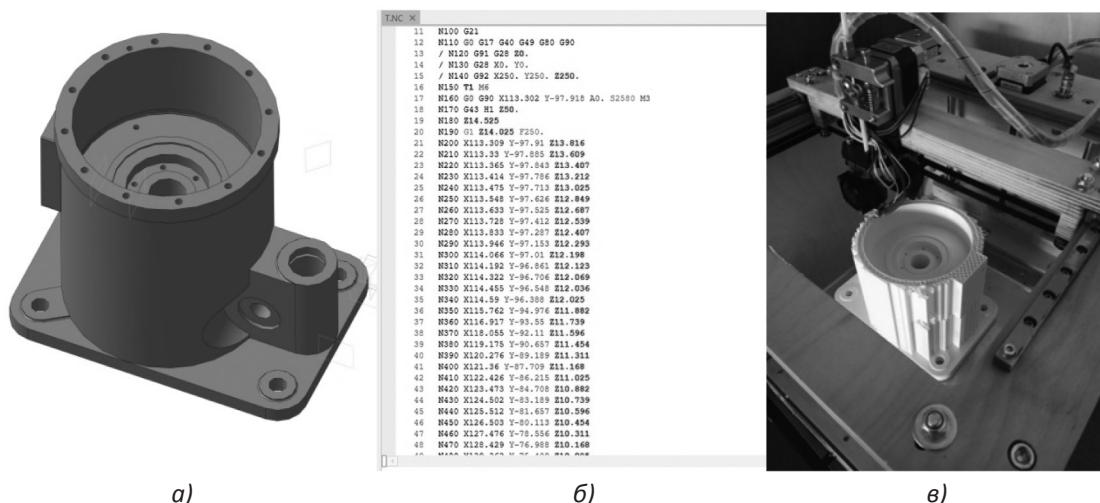 T.NC ×
11 N100 G21
12 N110 G0 G17 G40 G49 G80 G90
13 / N120 G91 G28 Z0.
14 / N130 G28 X0. Y0.
15 / N140 G92 X250. Y250. Z250.
16 N150 T1 M6
17 N160 G0 G90 X113.302 Y-97.918 A0. S2580 M3
18 N170 G43 H1 Z50.
19 N180 Z14.525
20 N190 G1 Z14.025 F250.
21 N200 X113.309 Y-97.91 Z13.816
22 N210 X113.33 Y-97.885 Z13.609
23 N220 X113.365 Y-97.843 Z13.407
24 N230 X113.414 Y-97.786 Z13.212
25 N240 X113.475 Y-97.713 Z13.025
26 N250 X113.548 Y-97.626 Z12.849
27 N260 X113.633 Y-97.525 Z12.687
28 N270 X113.728 Y-97.412 Z12.539
29 N280 X113.833 Y-97.287 Z12.407
30 N290 X113.946 Y-97.153 Z12.293
31 N300 X114.066 Y-97.01 Z12.198
32 N310 X114.192 Y-96.861 Z12.123
33 N320 X114.322 Y-96.706 Z12.069
34 N330 X114.455 Y-96.548 Z12.036
35 N340 X114.59 Y-96.388 Z12.025
36 N350 X115.762 Y-94.976 Z11.882
37 N360 X116.917 Y-93.55 Z11.739
38 N370 X118.055 Y-92.11 Z11.596
39 N380 X119.175 Y-90.657 Z11.454
40 N390 X120.276 Y-89.189 Z11.311
41 N400 X121.36 Y-87.709 Z11.168
42 N410 X122.426 Y-86.215 Z11.025
43 N420 X123.473 Y-84.708 Z10.882
44 N430 X124.502 Y-83.189 Z10.739
45 N440 X125.512 Y-81.657 Z10.596
46 N450 X126.503 Y-80.113 Z10.454
47 N460 X127.476 Y-78.556 Z10.311
48 N470 X128.429 Y-76.988 Z10.168
а) б) в)